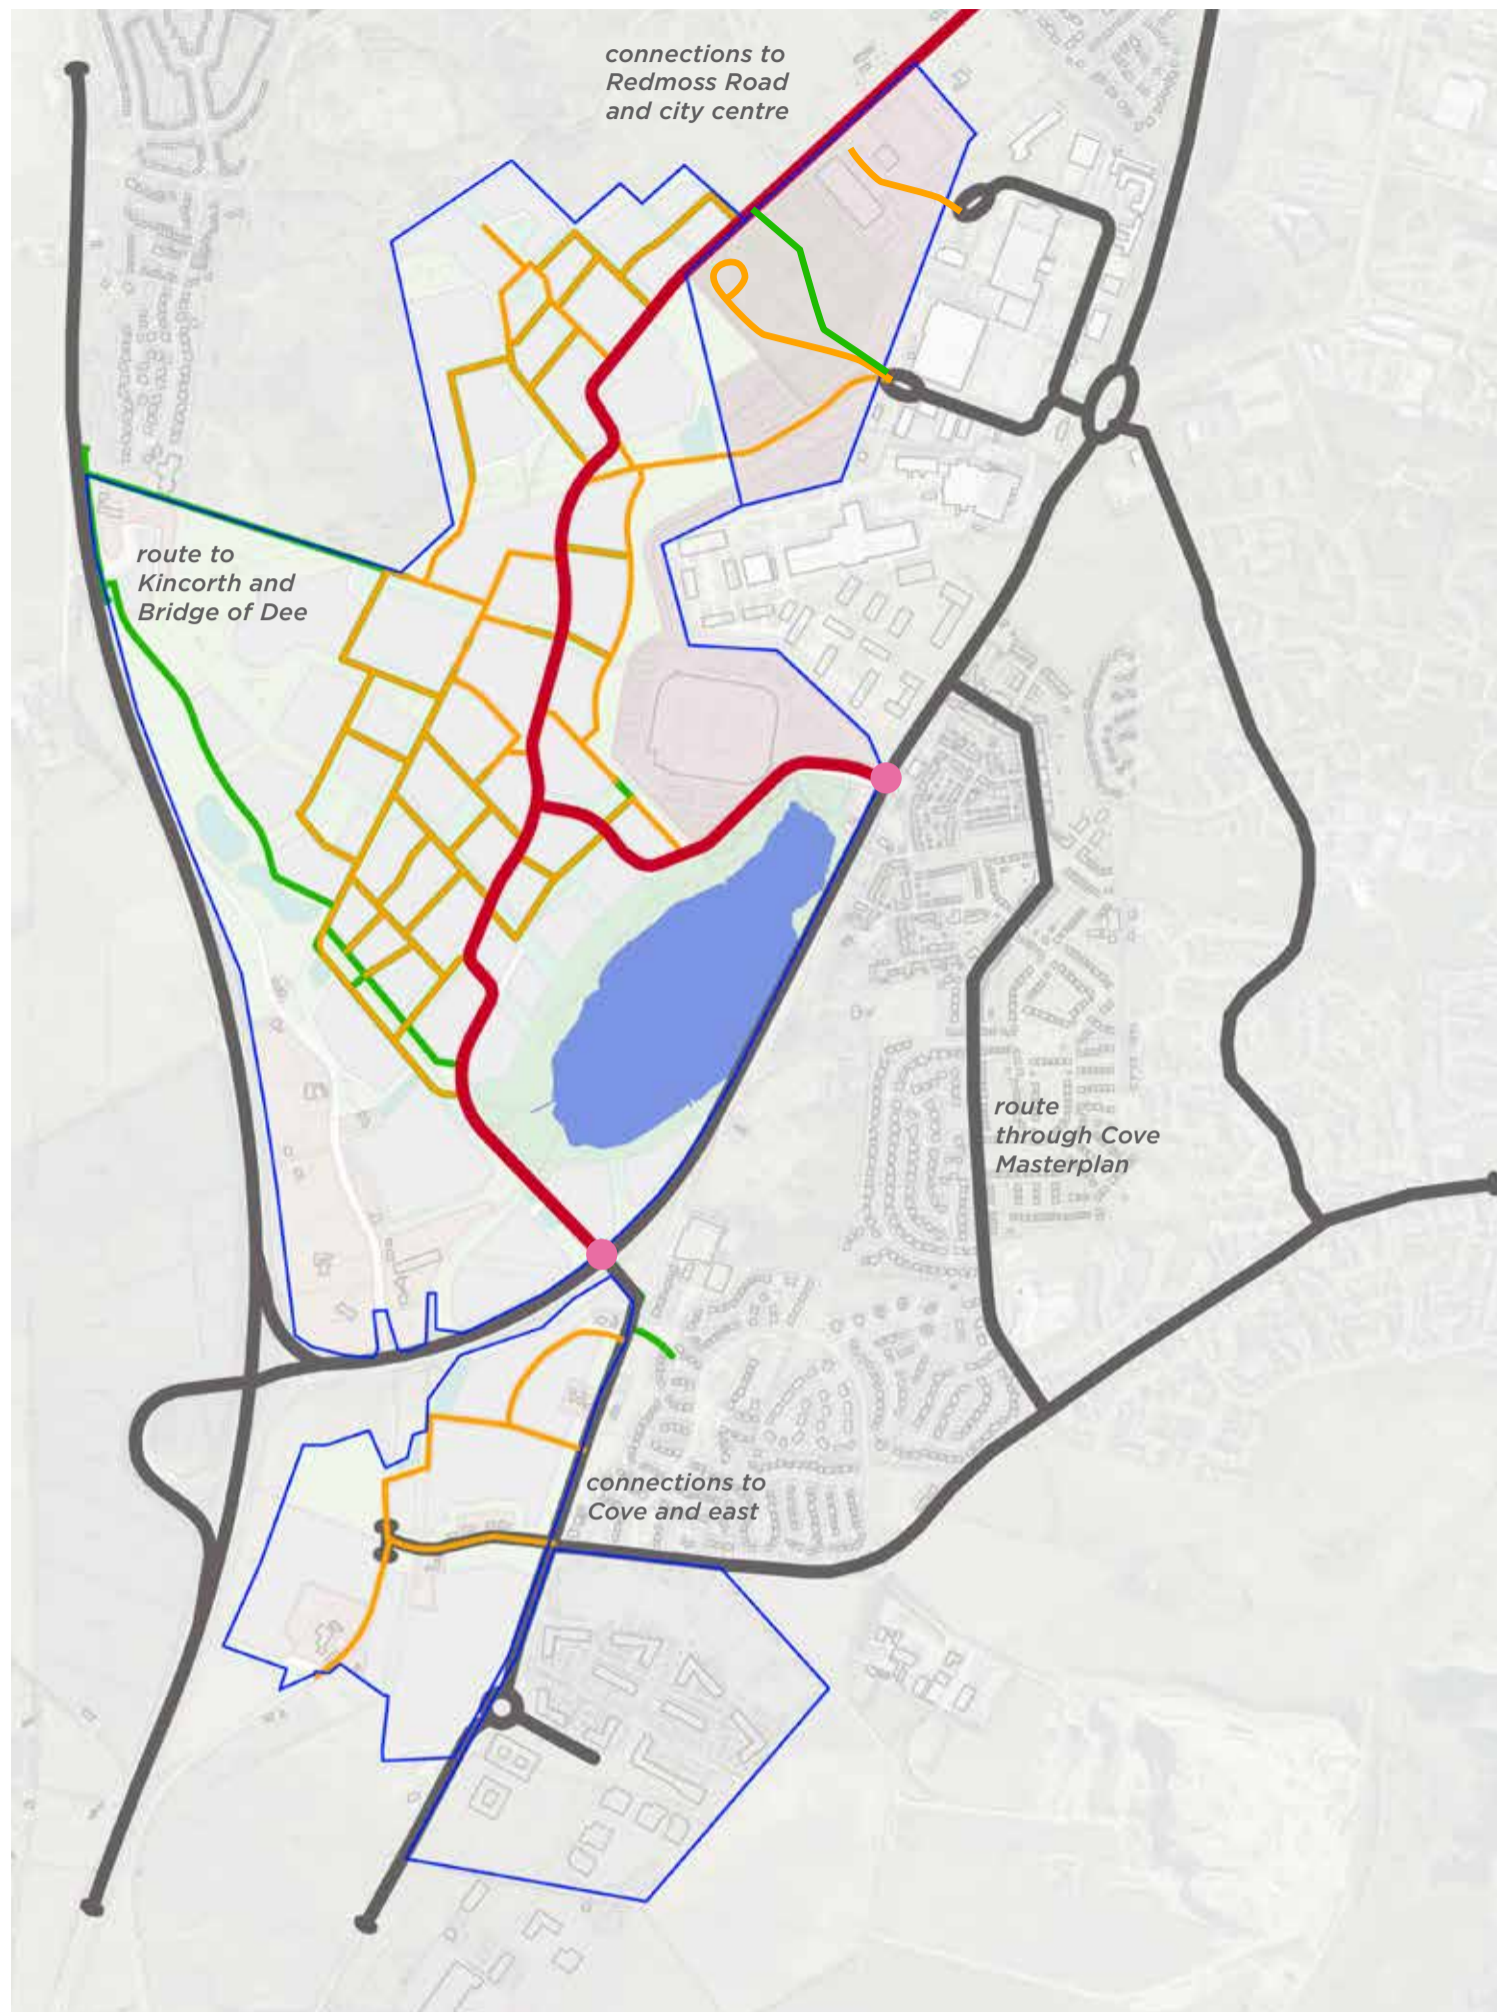 connections to
Redmoss Road
and city centre
route to
Kincorth and
Bridge of Dee
route
through Cove
Masterplan
connections to
Cove and east